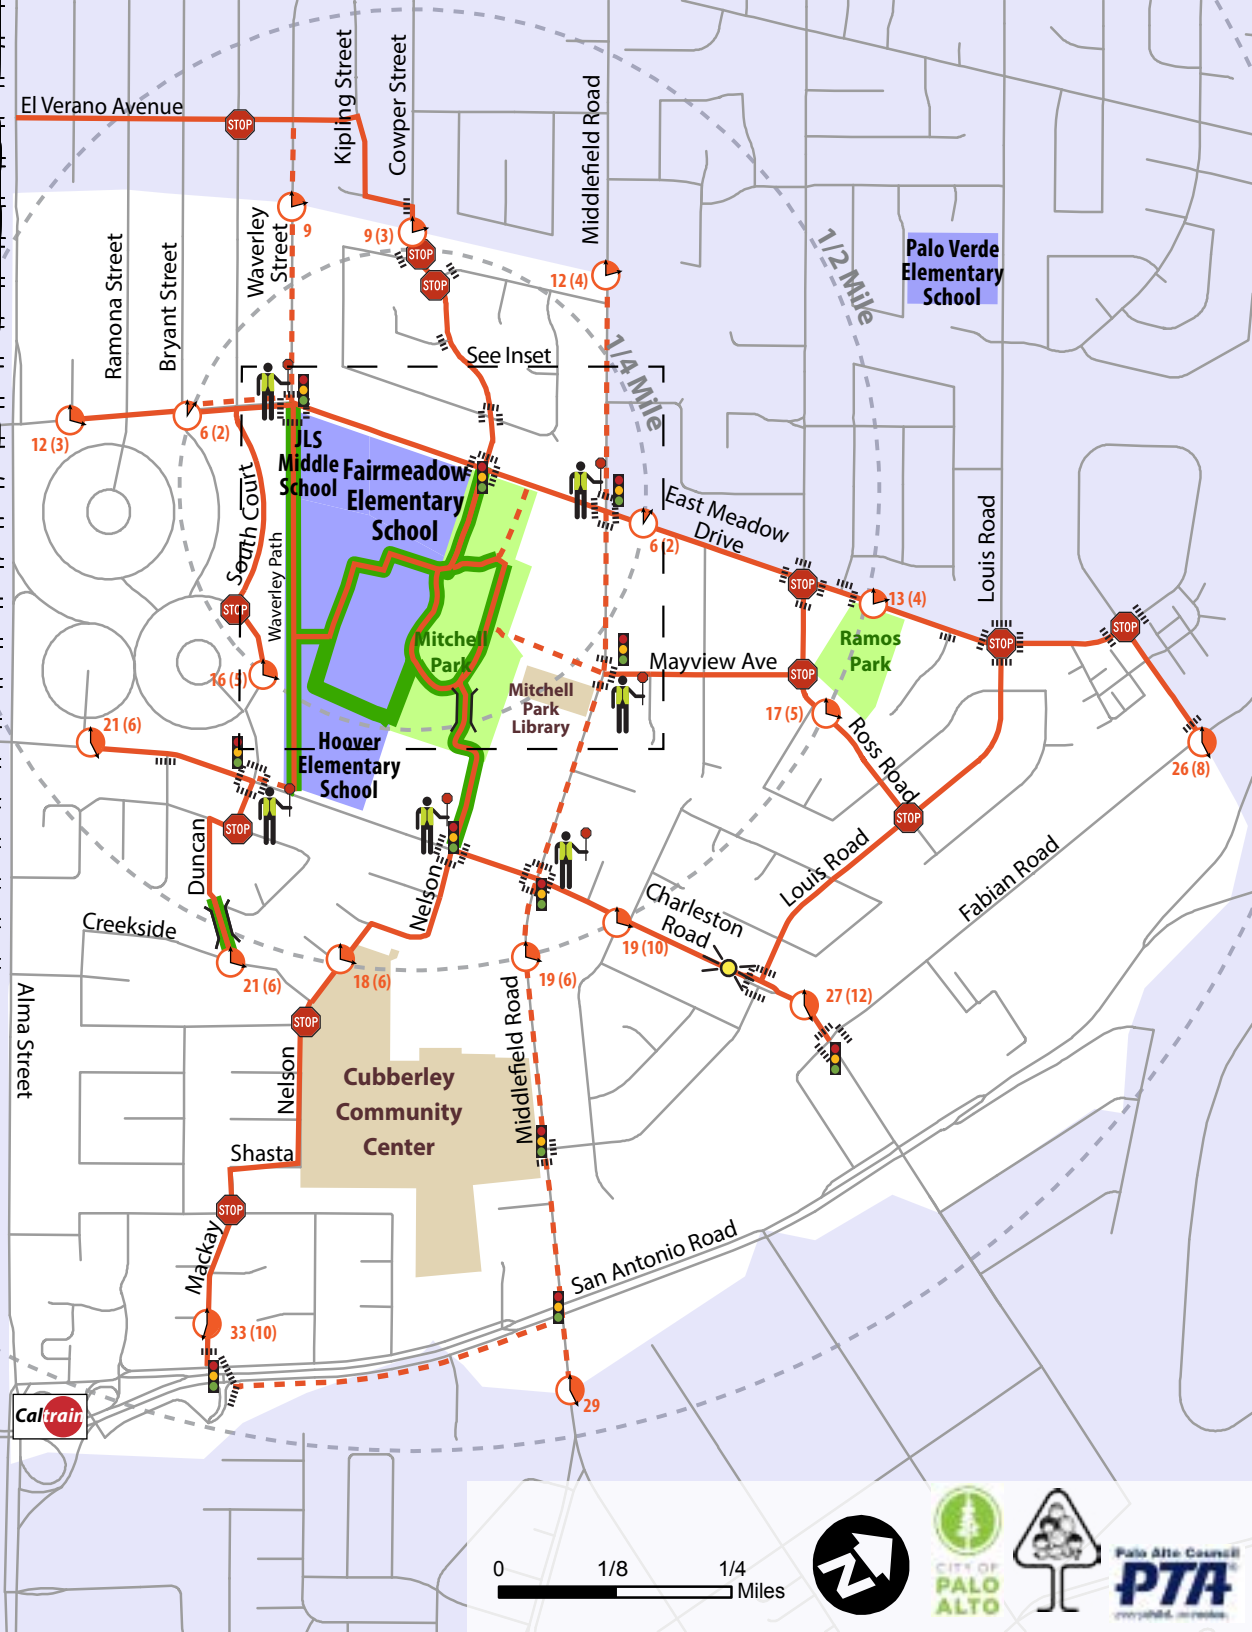 El Verano Avenue
STOP
Kipling Street
Cowper Street
Middlefield Road
Ramona Street
Bryant Street
Waverley
Street
9
9 (3)
STOP
STOP
12 (4)
1/2 Mile
Palo Verde
Elementary
School
See Inset
1/4 Mile
12 (3)
6 (2)
JLS
Middle
School
Fairmeadow
Elementary
School
East Meadow
Drive
6 (2)
Louis Road
South Court
Waverley Path
STOP
STOP
13 (4)
STOP
STOP
Mitchell
Park
Ramos
Park
Mayview Ave
STOP
16 (5)
Mitchell
Park
Library
17 (5)
21 (6)
Ross Road
26 (8)
Hoover
Elementary
School
STOP
STOP
Duncan
Nelson
Louis Road
Fabian Road
Creekside
Charleston
Road
19 (10)
21 (6)
18 (6)
19 (6)
27 (12)
Alma Street
STOP
Nelson
Middlefield Road
Cubberley
Community
Center
Shasta
STOP
Mackay
San Antonio Road
33 (10)
29
Caltrain
0 1/8 1/4
Miles
N
CITY OF
PALO
ALTO
Palo Alto Council
PTA